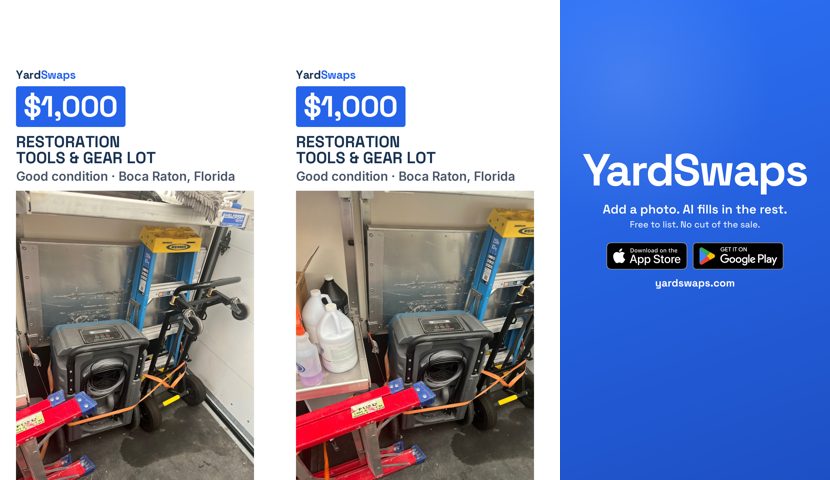 YardSwaps
$1,000
RESTORATION
TOOLS & GEAR LOT
Good condition · Boca Raton, Florida
YardSwaps
$1,000
RESTORATION
TOOLS & GEAR LOT
Good condition · Boca Raton, Florida
WERNER
YardSwaps
Add a photo. AI fills in the rest.
Free to list. No cut of the sale.
Download on the
App Store
GET IT ON
Google Play
yardswaps.com